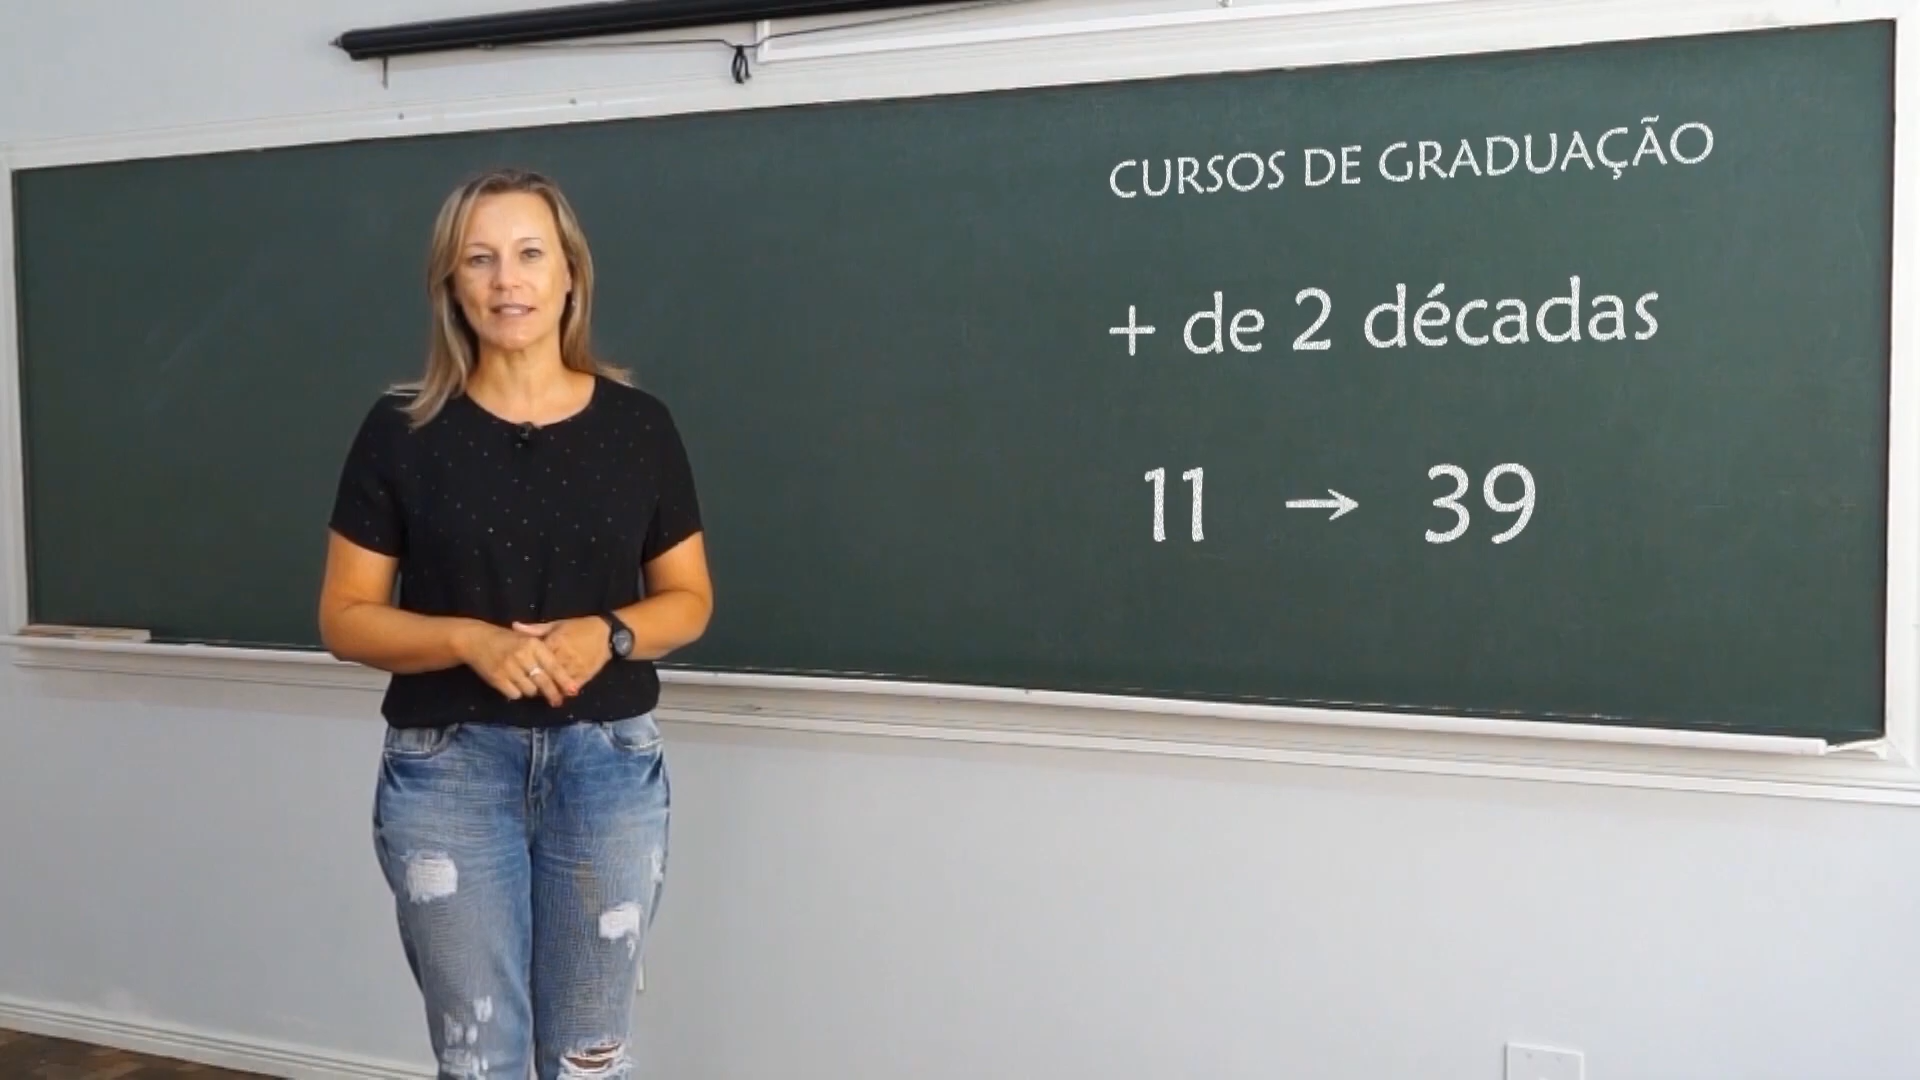 CURSOS DE GRADUAÇÃO
+ de 2 décadas
11 → 39